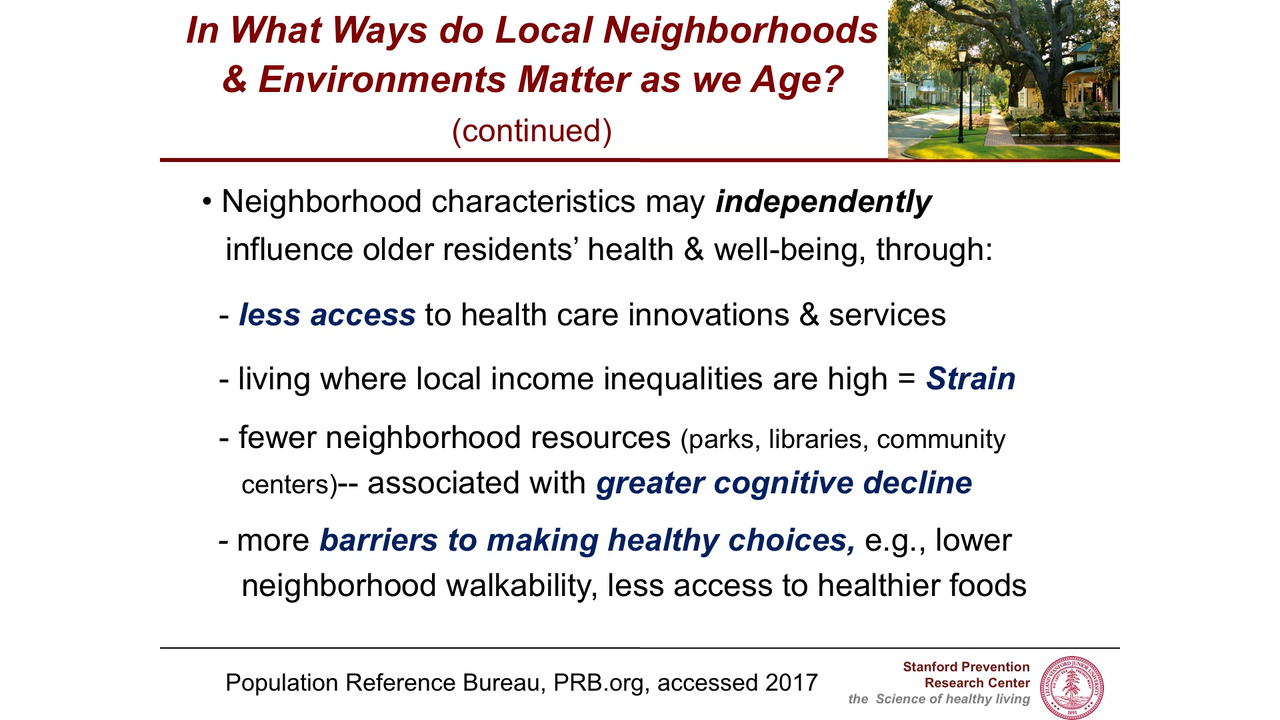 In What Ways do Local Neighborhoods
& Environments Matter as we Age?
(continued)
• Neighborhood characteristics may independently
influence older residents’ health & well-being, through:
- less access to health care innovations & services
- living where local income inequalities are high = Strain
- fewer neighborhood resources (parks, libraries, community
centers)-- associated with greater cognitive decline
- more barriers to making healthy choices, e.g., lower
neighborhood walkability, less access to healthier foods
Population Reference Bureau, PRB.org, accessed 2017
Stanford Prevention
Research Center
the Science of healthy living